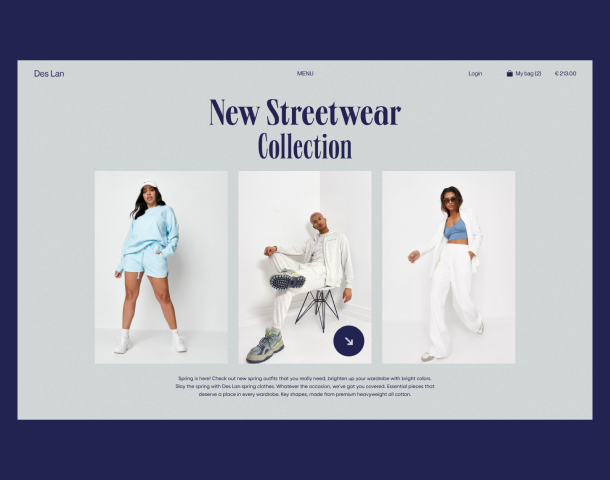 Des Lan
MENU
Login
My bag (2)
€ 213.00
New Streetwear
Collection
Spring is here! Check out new spring outfits that you really need, brighten up your wardrobe with bright colors.
Slay the spring with Des Lan spring clothes. Whatever the occasion, we've got you covered. Essential pieces that
deserve a place in every wardrobe. Key shapes, made from premium heavyweight all cotton.